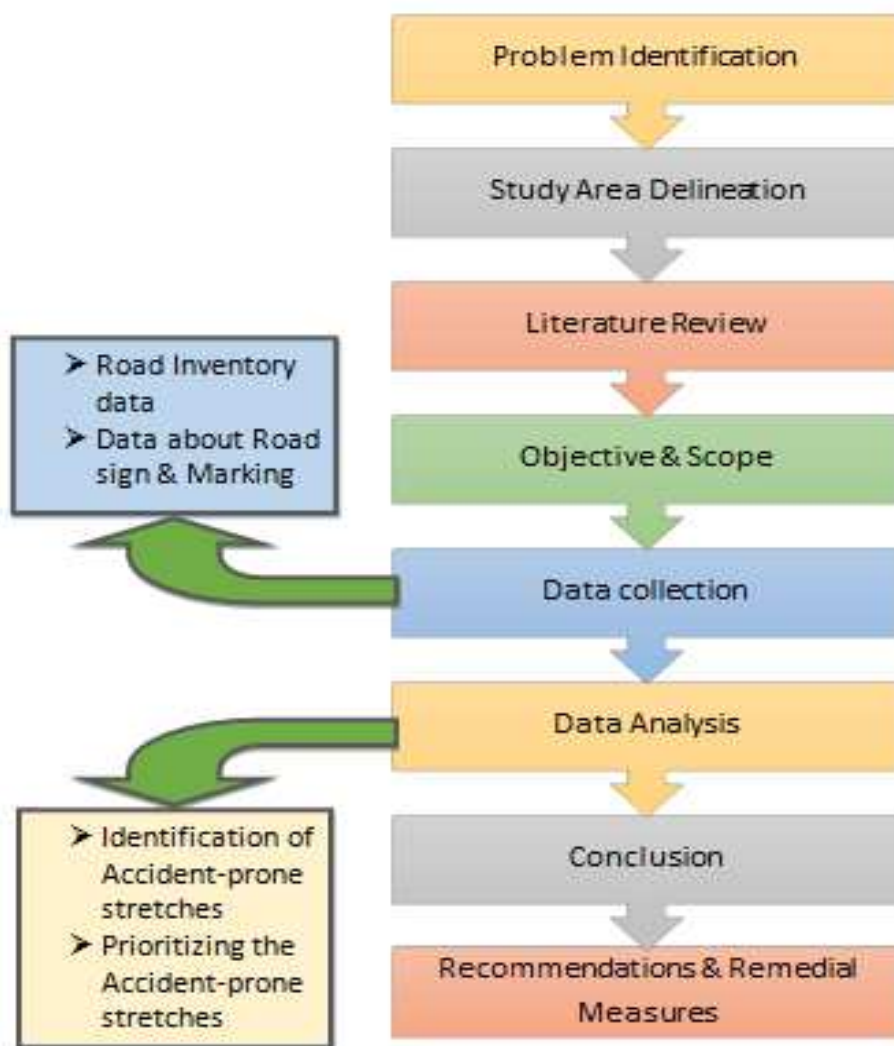 Problem Identification
Study Area Delineation
Literature Review
Objective & Scope
Data collection
Data Analysis
Conclusion
Recommendations & Remedial
Measures
➢ Road Inventory
data
➢ Data about Road
sign & Marking
➢ Identification of
Accident-prone
stretches
➢ Prioritizing the
Accident-prone
stretches